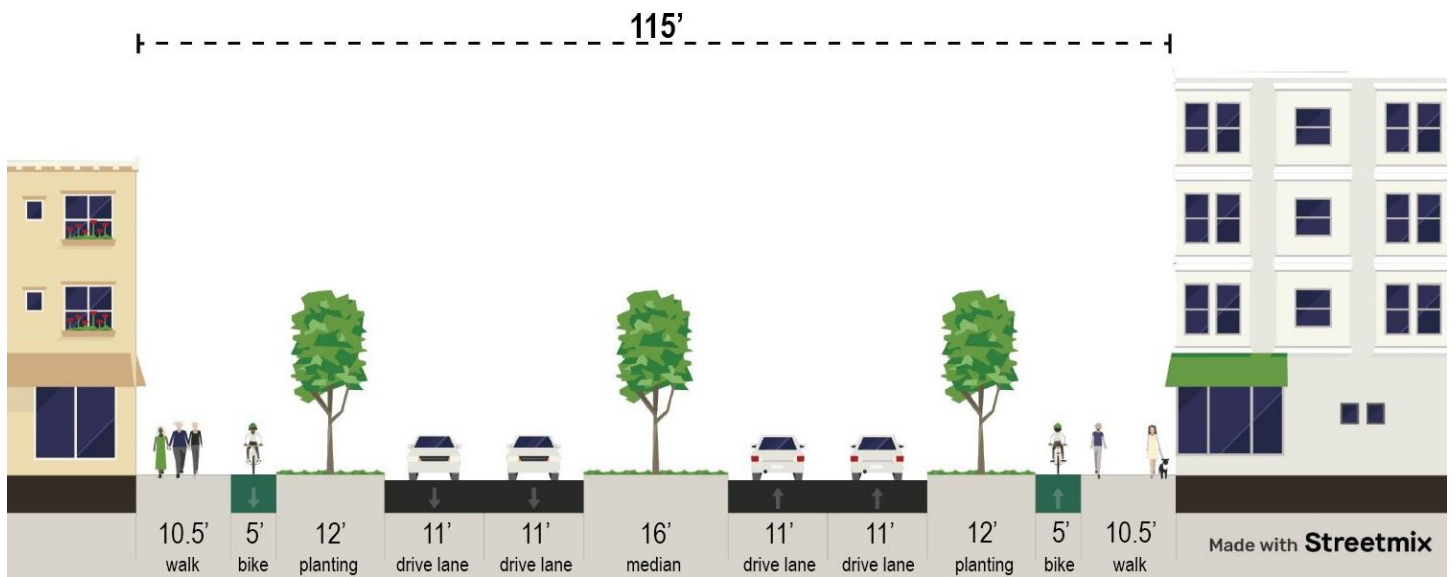 115’
10.5’ 5’ 12’ 11’ 11’ 16’ 11’ 11’ 12’ 5’ 10.5’
walk bike planting drive lane drive lane median drive lane drive lane planting bike walk
Made with Streetmix